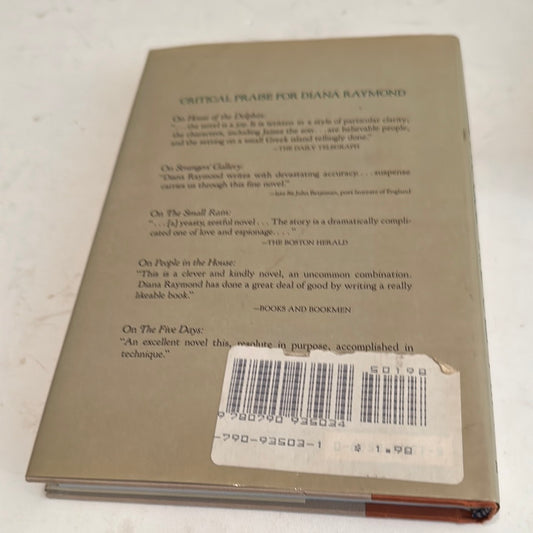 CRITICAL PRAISE FOR DIANA RAYMOND
On House of the Dolphin:
". . . the novel is a joy. It is written in a style of particular clarity;
the characters, including James the son . . . are believable people,
and the setting on a small Greek island tellingly done."
—THE DAILY TELEGRAPH
On Strangers' Gallery:
"Diana Raymond writes with devastating accuracy. . . . suspense
carries us through this fine novel."
—late Sir John Betjeman, poet laureate of England
On The Small Rain:
". . . [a] yeasty, zestful novel . . . The story is a dramatically compli-
cated one of love and espionage. . . ."
—THE BOSTON HERALD
On People in the House:
"This is a clever and kindly novel, an uncommon combination.
Diana Raymond has done a great deal of good by writing a really
likeable book."
—BOOKS AND BOOKMEN
On The Five Days:
"An excellent novel this, resolute in purpose, accomplished in
technique."
50198
9 780790 935034
-790-93503-1
$ 1.98